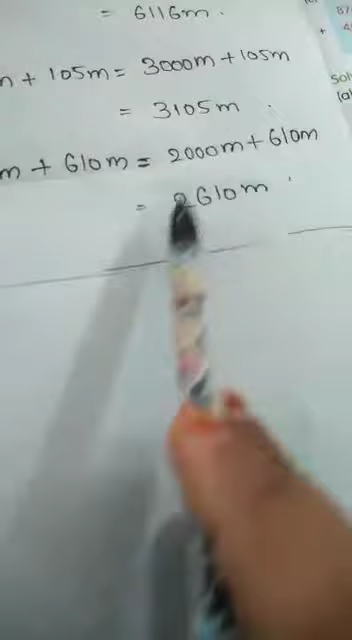 = 6116m.
m + 105m = 3000m + 105m
= 3105m.
m + 610m = 2000m + 610m
= 2610m.